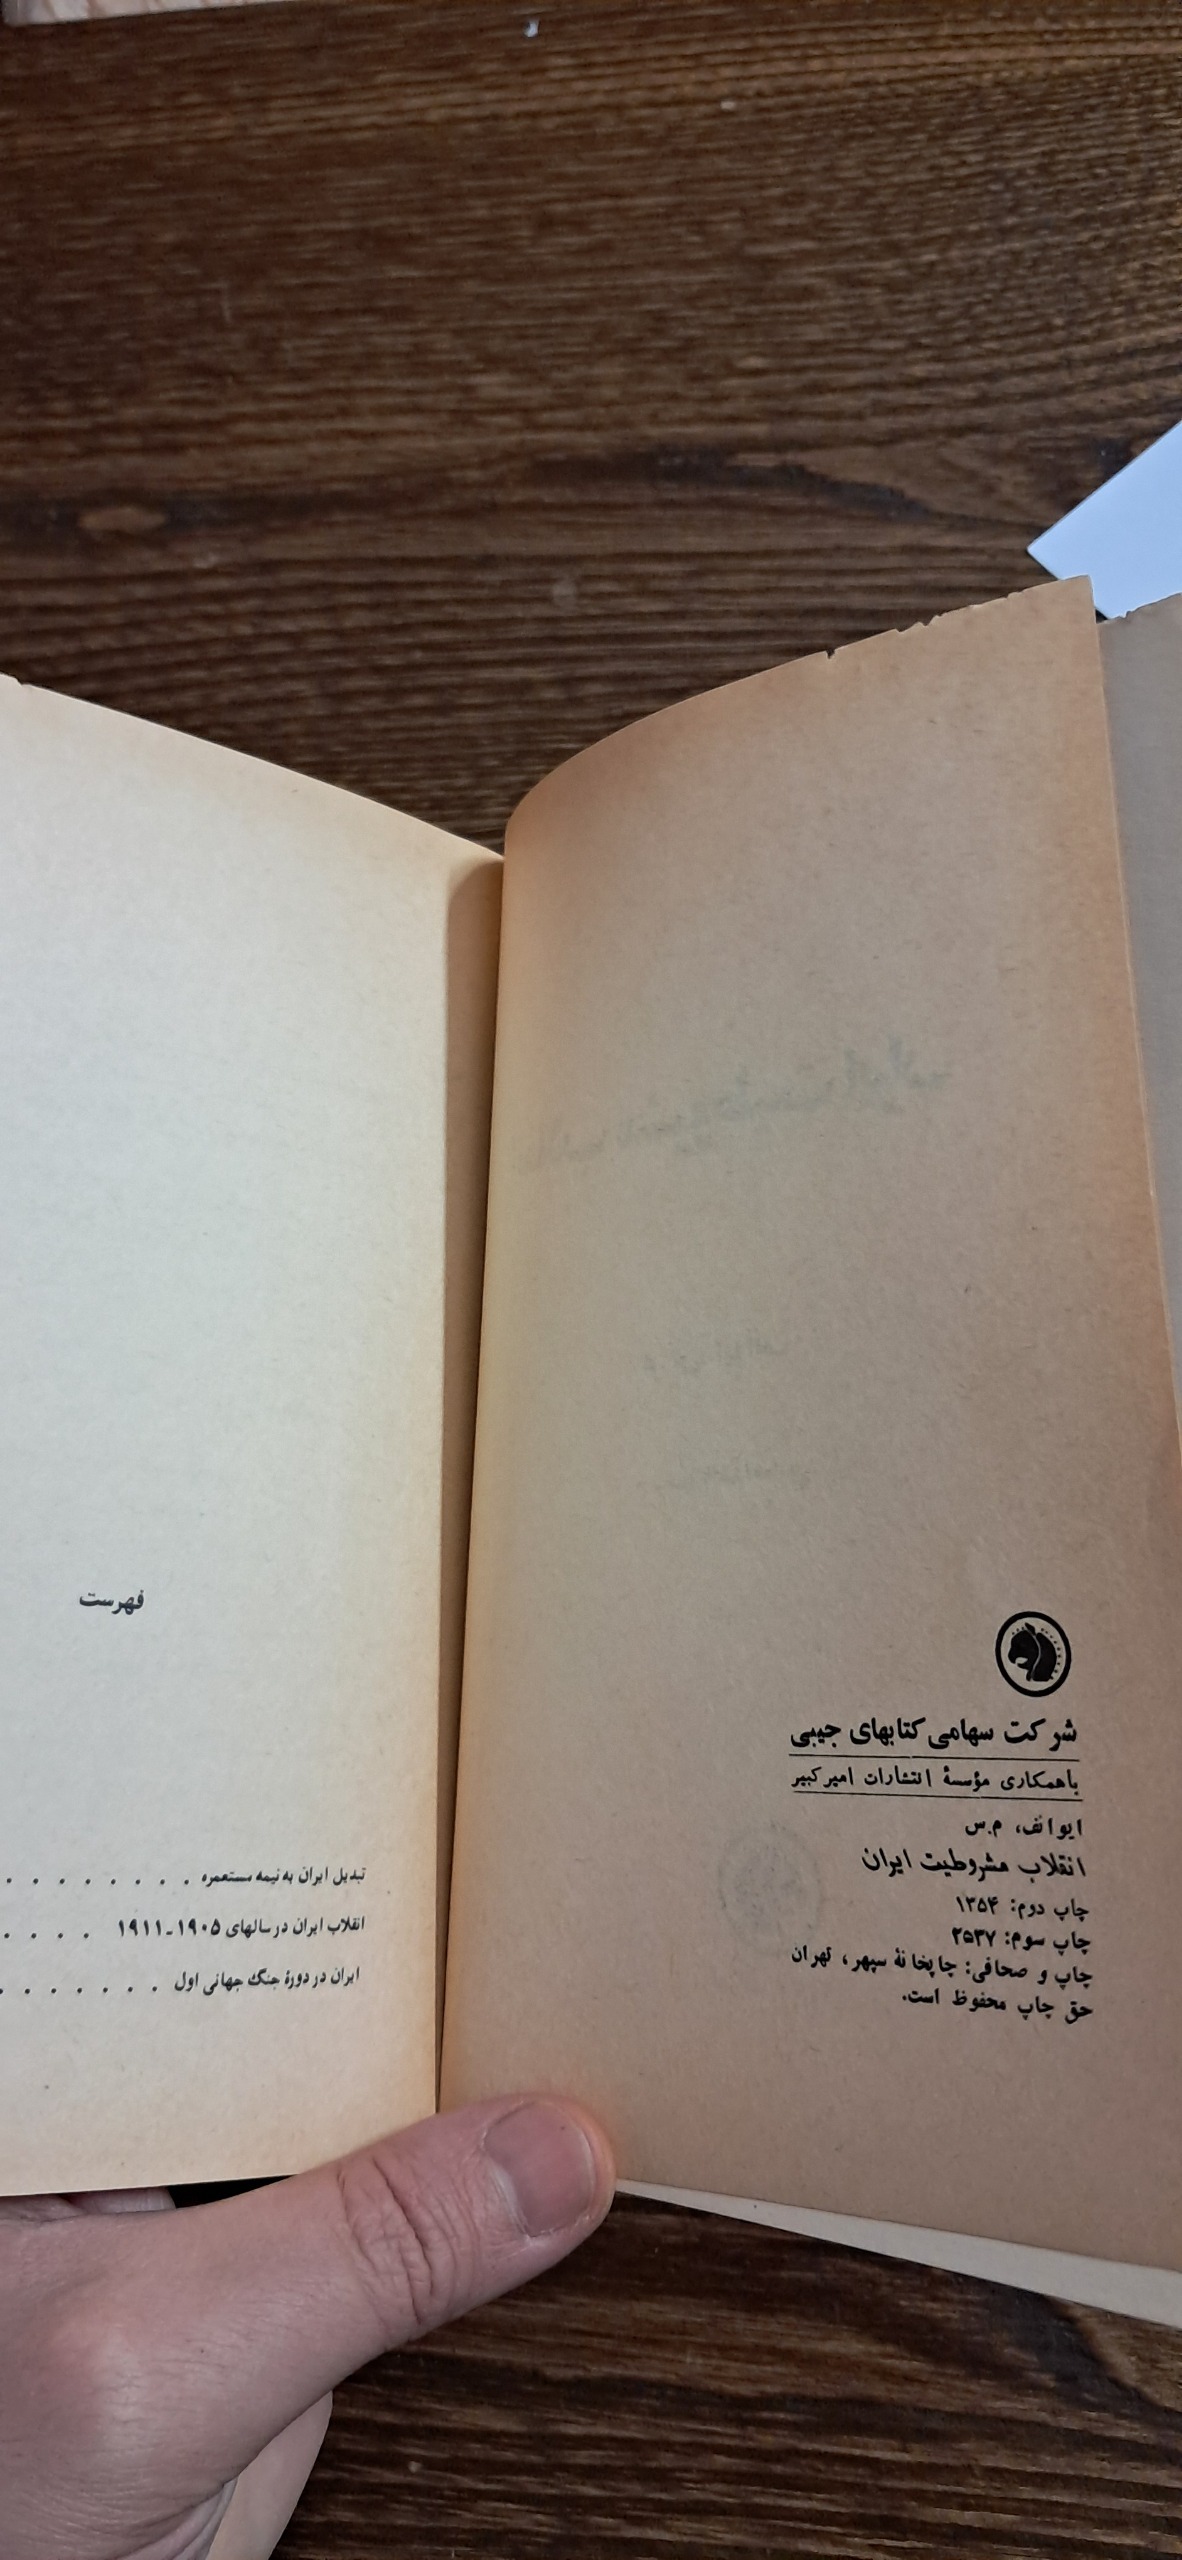 شرکت سهامی کتابهای جیبی
باهمکاری مؤسسهٔ انتشارات امیرکبیر
ایوانف، م.س
انقلاب مشروطیت ایران
چاپ دوم: ۱۳۵۴
چاپ سوم: ۲۵۳۷
چاپ و صحافی: چاپخانهٔ سپهر، تهران
حق چاپ محفوظ است.
فهرست
تبدیل ایران به نیمه مستعمره . . . . . . . .
انقلاب ایران در سالهای ۱۹۰۵-۱۹۱۱ . . . .
ایران در دورهٔ جنگ جهانی اول . . . . . . .